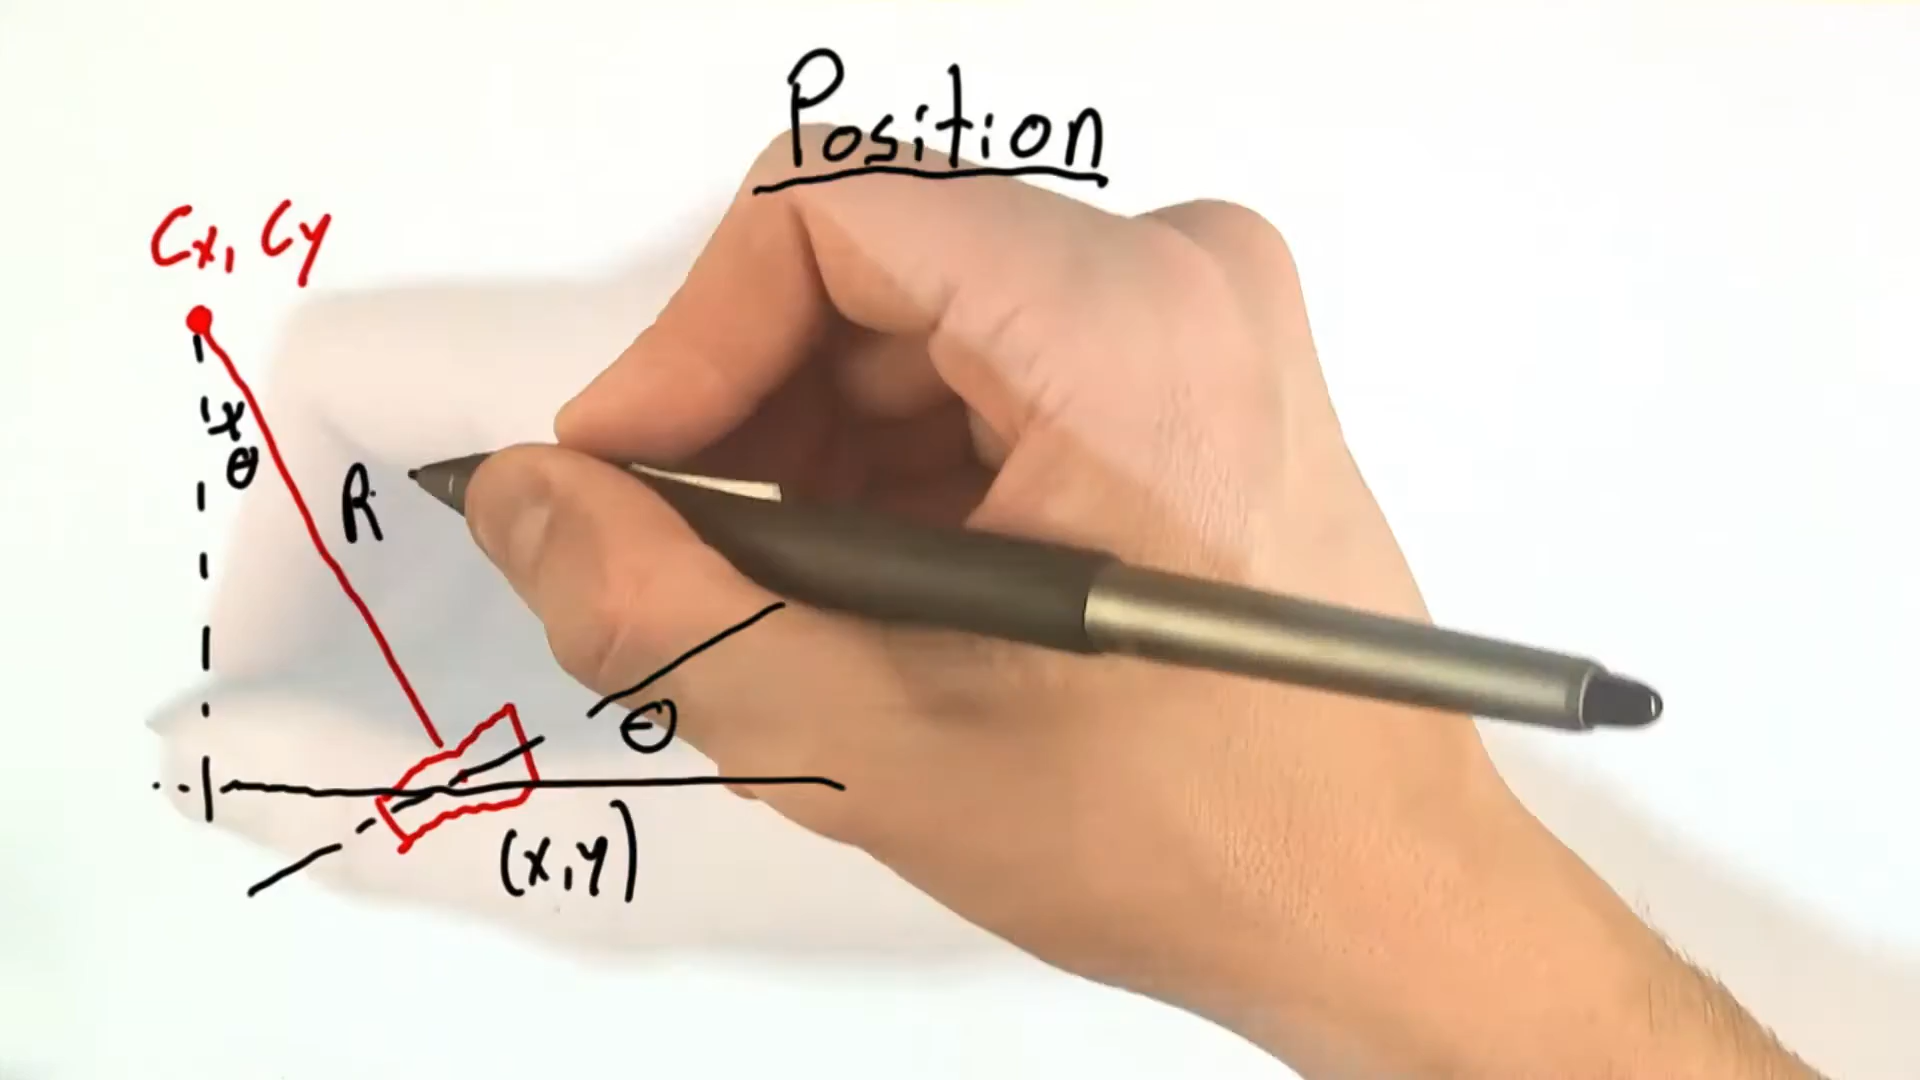 Position
Cx, Cy
θ
R
θ
(x,y)